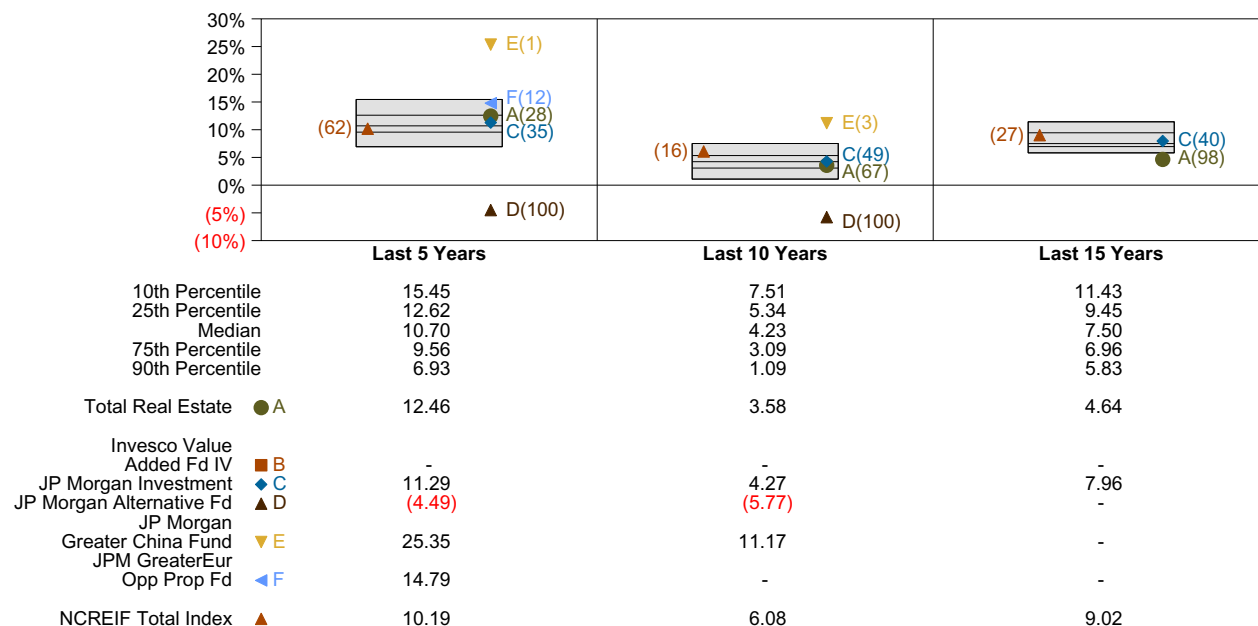 30%
25%
20%
15%
10%
5%
0%
(5%)
(10%)
E(1)
F(12)
(62)
A(28)
C(35)
D(100)
E(3)
(16)
C(49)
A(67)
D(100)
(27)
C(40)
A(98)
Last 5 Years Last 10 Years Last 15 Years
10th Percentile 15.45 7.51 11.43
25th Percentile 12.62 5.34 9.45
Median 10.70 4.23 7.50
75th Percentile 9.56 3.09 6.96
90th Percentile 6.93 1.09 5.83
Total Real Estate A 12.46 3.58 4.64
Invesco Value
Added Fd IV B - - -
JP Morgan Investment C 11.29 4.27 7.96
JP Morgan Alternative Fd D (4.49) (5.77) -
JP Morgan
Greater China Fund E 25.35 11.17 -
JPM GreaterEur
Opp Prop Fd F 14.79 - -
NCREIF Total Index 10.19 6.08 9.02